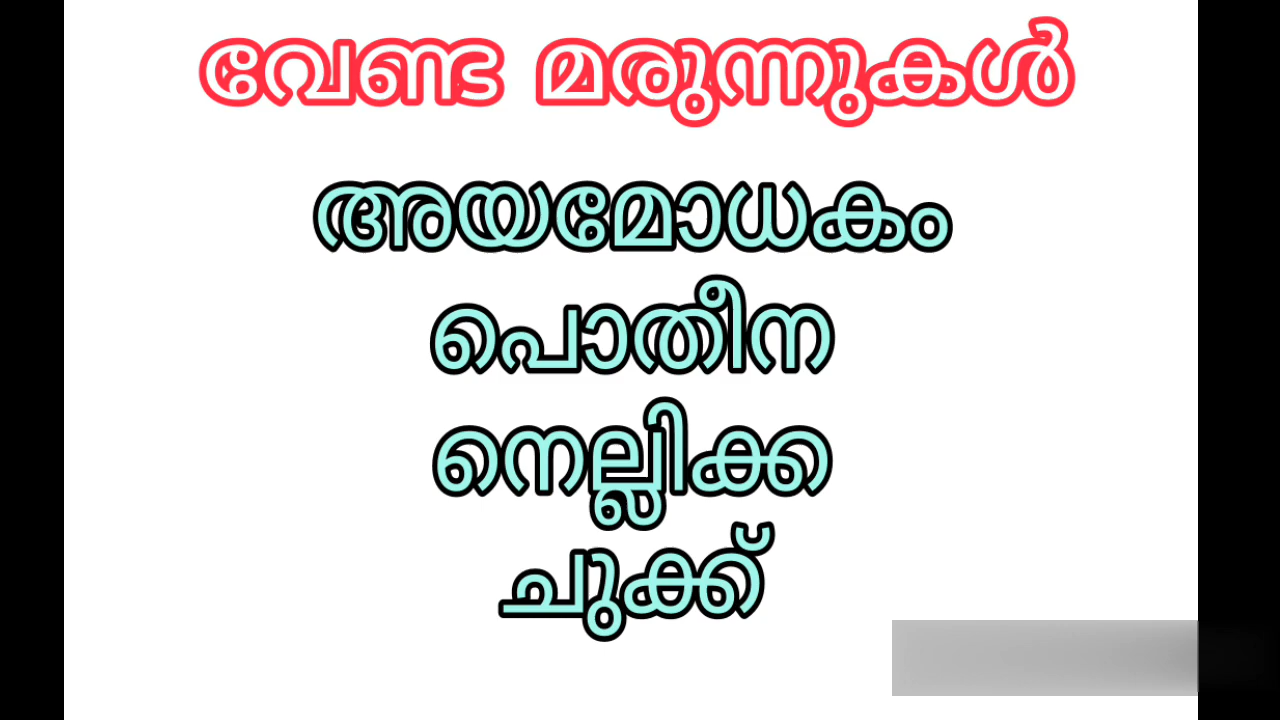 വേണ്ട മരുന്നുകൾ
അയമോധകം
പൊതീന
നെല്ലിക്ക
ചുക്ക്